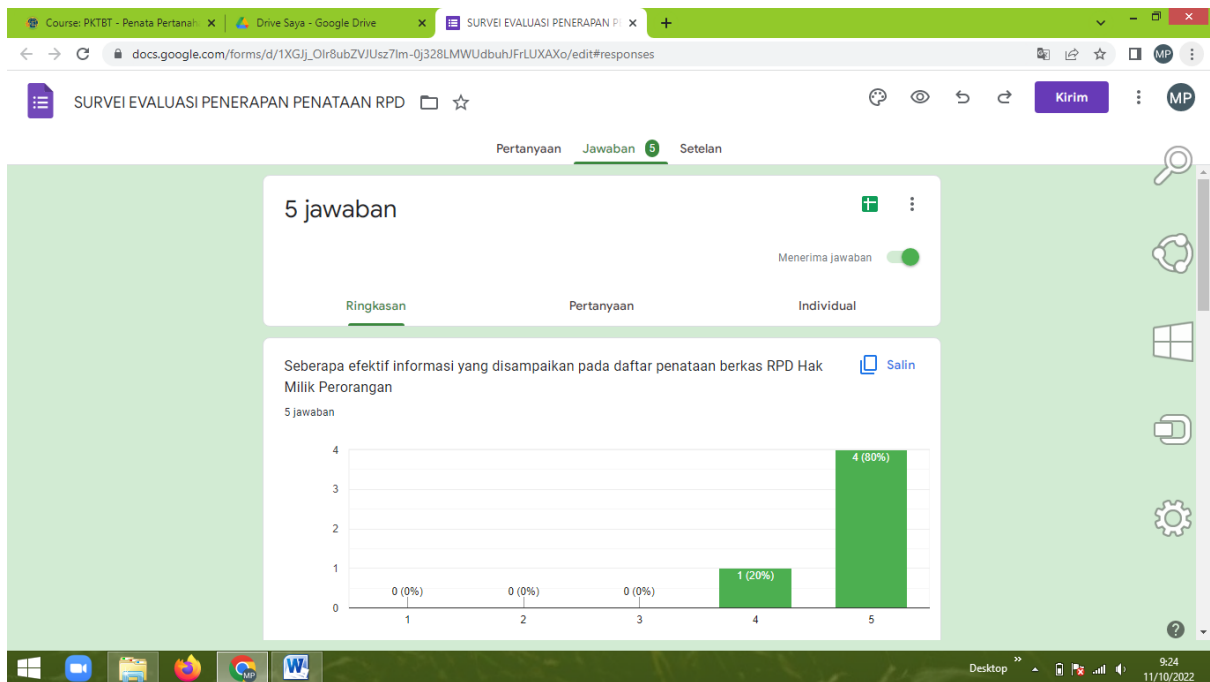 Course: PKTBT - Penata Pertanaha
Drive Saya - Google Drive
SURVEI EVALUASI PENERAPAN P
docs.google.com/forms/d/1XGJj_OIr8ubZVJUsz7Im-0j328LMWUdbuhJFrLUXAXo/edit#responses
MP
SURVEI EVALUASI PENERAPAN PENATAAN RPD
Kirim
MP
Pertanyaan Jawaban 5 Setelan
5 jawaban
Menerima jawaban
Ringkasan Pertanyaan Individual
Seberapa efektif informasi yang disampaikan pada daftar penataan berkas RPD Hak
Milik Perorangan
Salin
5 jawaban
4
3
2
1
0
0 (0%) 0 (0%) 0 (0%) 1 (20%) 4 (80%)
1 2 3 4 5
MP
Desktop
9:24
11/10/2022